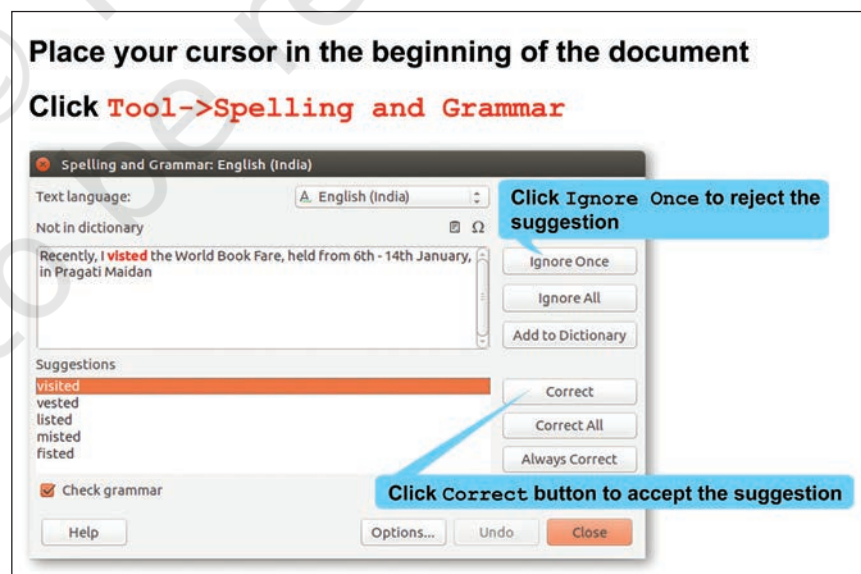 Place your cursor in the beginning of the document
Click Tool->Spelling and Grammar
Spelling and Grammar: English (India)
Text language:
English (India)
Click Ignore Once to reject the
suggestion
Not in dictionary
Recently, I visted the World Book Fare, held from 6th - 14th January,
in Pragati Maidan
Ignore Once
Ignore All
Add to Dictionary
Suggestions
visited
vested
listed
misted
fisted
Correct
Correct All
Always Correct
Check grammar
Click Correct button to accept the suggestion
Help
Options...
Undo
Close